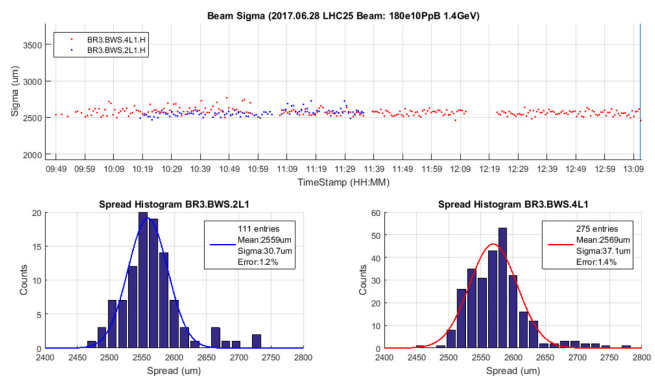 Beam Sigma (2017.06.28 LHC25 Beam: 180e10PpB 1.4GeV)
Sigma (um)
3500
3000
2500
2000
BR3.BWS.4L1.H
BR3.BWS.2L1.H
09:49 09:59 10:09 10:19 10:29 10:39 10:49 10:59 11:09 11:19 11:29 11:39 11:49 11:59 12:09 12:19 12:29 12:39 12:49 12:59 13:09
TimeStamp (HH:MM)
Spread Histogram BR3.BWS.2L1
Counts
20
15
10
5
0
111 entries
Mean:2559um
Sigma:30.7um
Error:1.2%
2400 2450 2500 2550 2600 2650 2700 2750 2800
Spread (um)
Spread Histogram BR3.BWS.4L1
Counts
60
50
40
30
20
10
0
275 entries
Mean:2569um
Sigma:37.1um
Error:1.4%
2400 2450 2500 2550 2600 2650 2700 2750 2800
Spread (um)